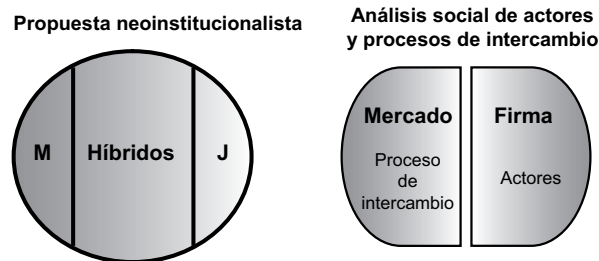 Propuesta neoinstitucionalista
M
Híbridos
J
Análisis social de actores
y procesos de intercambio
Mercado
Proceso
de
intercambio
Firma
Actores